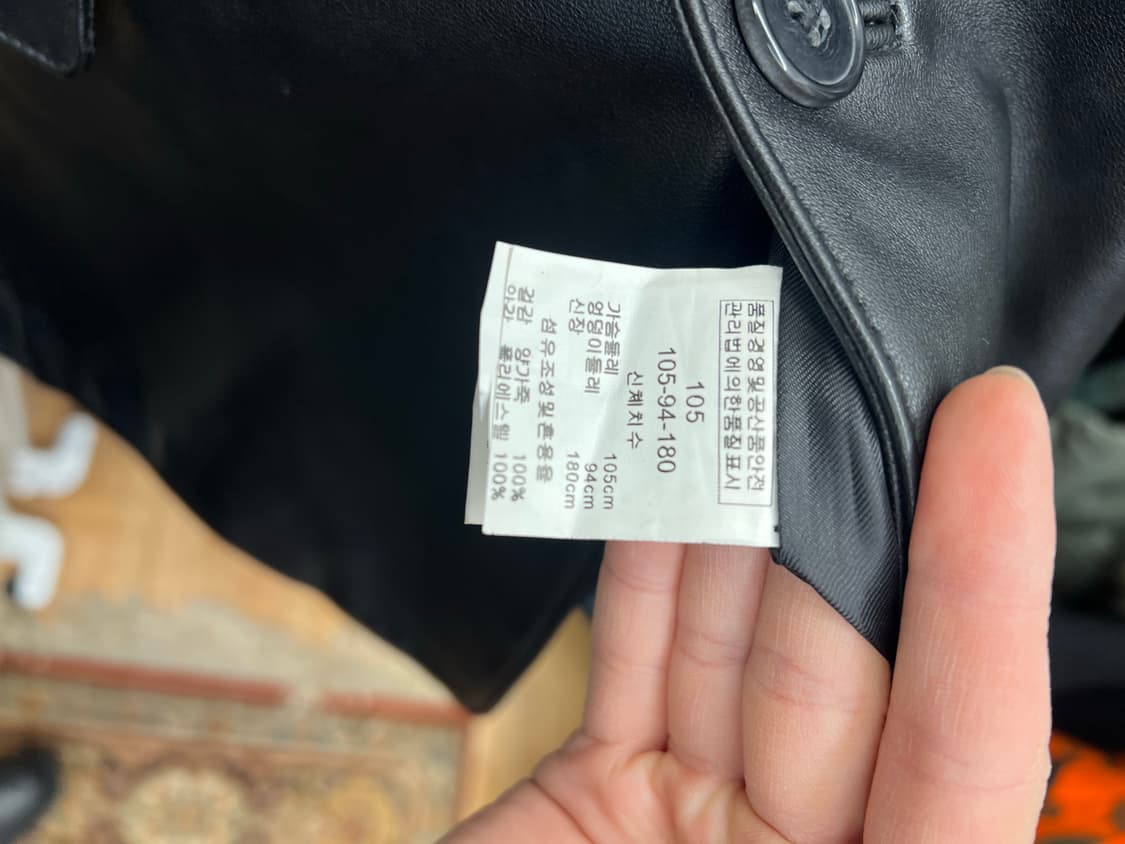 품질경영및공산품안전
관리법에의한품질표시
105
105-94-180
신체치수
가슴둘레 105cm
엉덩이둘레 94cm
신장 180cm
섬유조성및혼용율
겉감 양가죽 100%
안감 폴리에스텔 100%